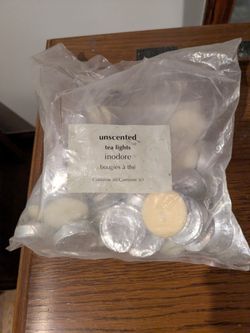 unscented
tea lights
inodore
bougies à thé